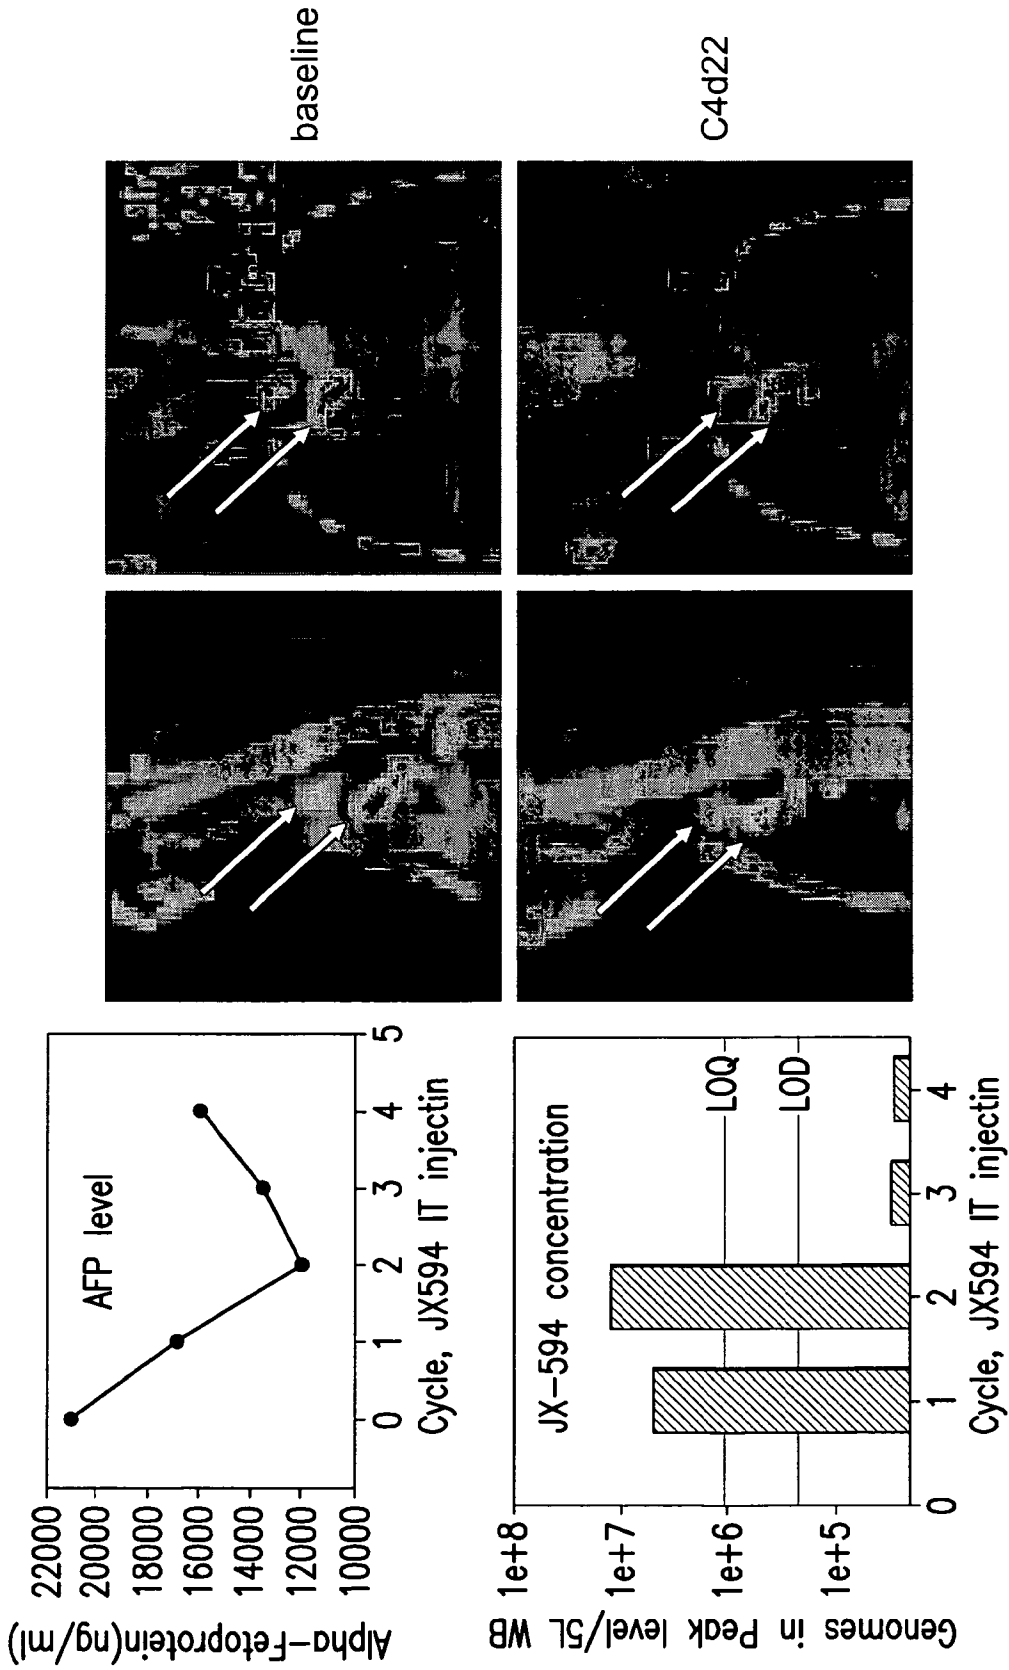 Alpha-Fetoprotein(ng/ml)
22000
20000
18000
16000
14000
12000
10000
AFP level
0 1 2 3 4 5
Cycle, JX594 IT injectin
Genomes in Peak level/5L WB
1e+8
1e+7
1e+6
1e+5
JX-594 concentration
LOQ
LOD
0 1 2 3 4
Cycle, JX594 IT injectin
baseline
C4d22